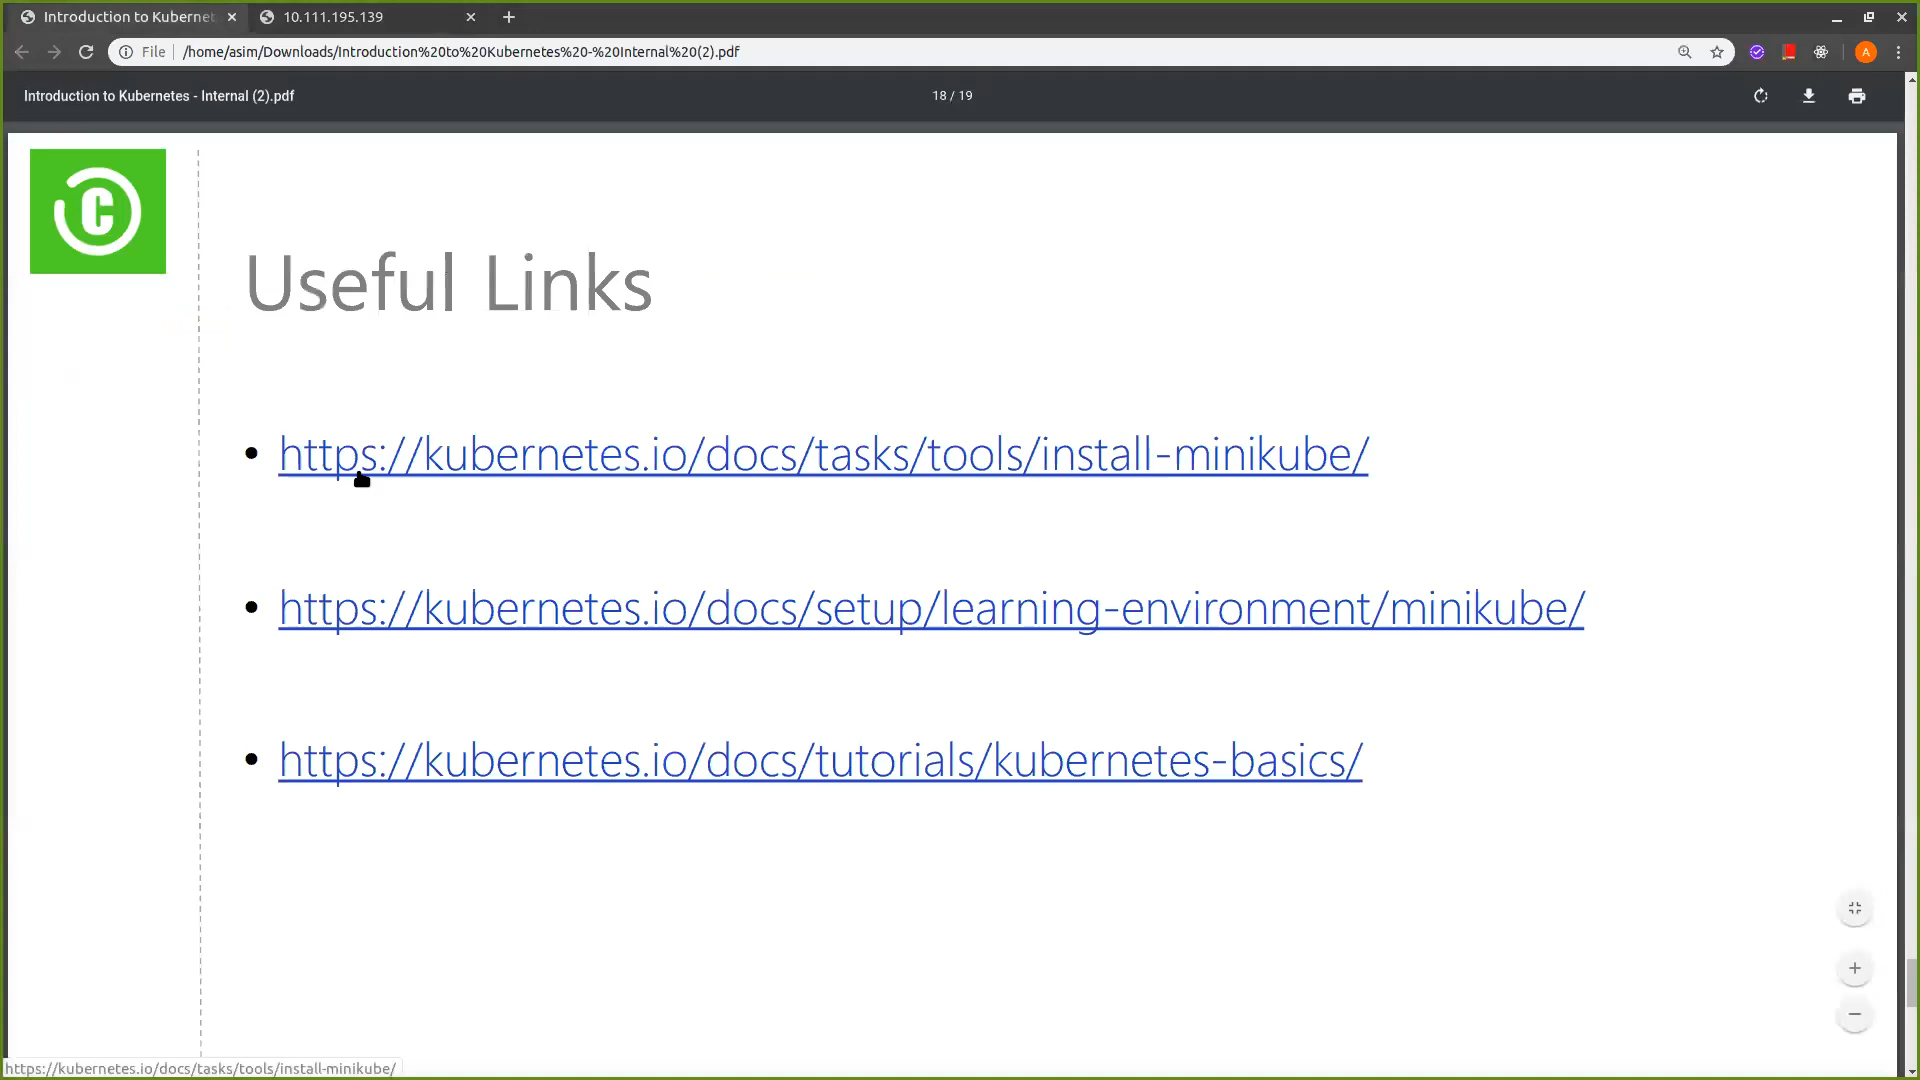 Introduction to Kubernet
10.111.195.139
File
/home/asim/Downloads/Introduction%20to%20Kubernetes%20-%20Internal%20(2).pdf
A
Introduction to Kubernetes - Internal (2).pdf
18 / 19
C
Useful Links
• https://kubernetes.io/docs/tasks/tools/install-minikube/
• https://kubernetes.io/docs/setup/learning-environment/minikube/
• https://kubernetes.io/docs/tutorials/kubernetes-basics/
https://kubernetes.io/docs/tasks/tools/install-minikube/